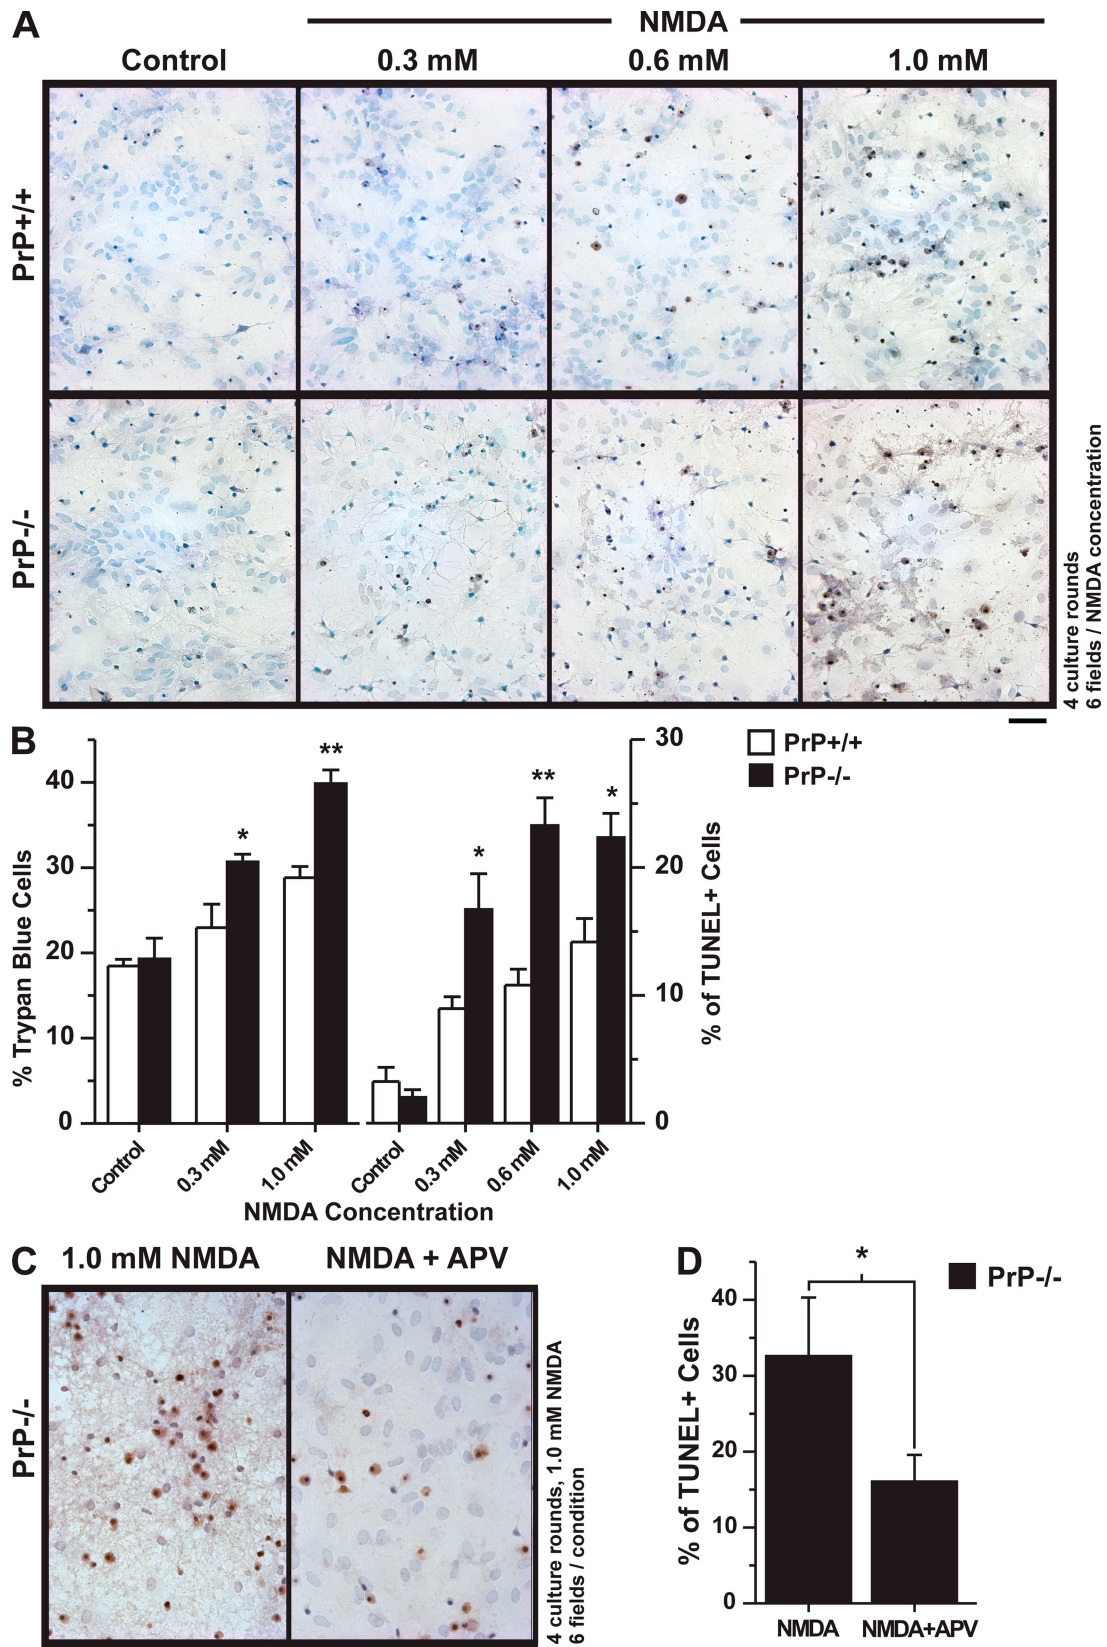 A
NMDA
Control 0.3 mM 0.6 mM 1.0 mM
PrP+/+
PrP-/-
4 culture rounds
6 fields / NMDA concentration
B
PrP+/+
PrP-/-
% Trypan Blue Cells
40
30
20
10
0
* ** * ** *
30
20
10
0
% of TUNEL+ Cells
Control 0.3 mM 1.0 mM Control 0.3 mM 0.6 mM 1.0 mM
NMDA Concentration
C
1.0 mM NMDA NMDA + APV
PrP-/-
4 culture rounds, 1.0 mM NMDA
6 fields / condition
D
*
PrP-/-
% of TUNEL+ Cells
40
30
20
10
0
NMDA NMDA+APV